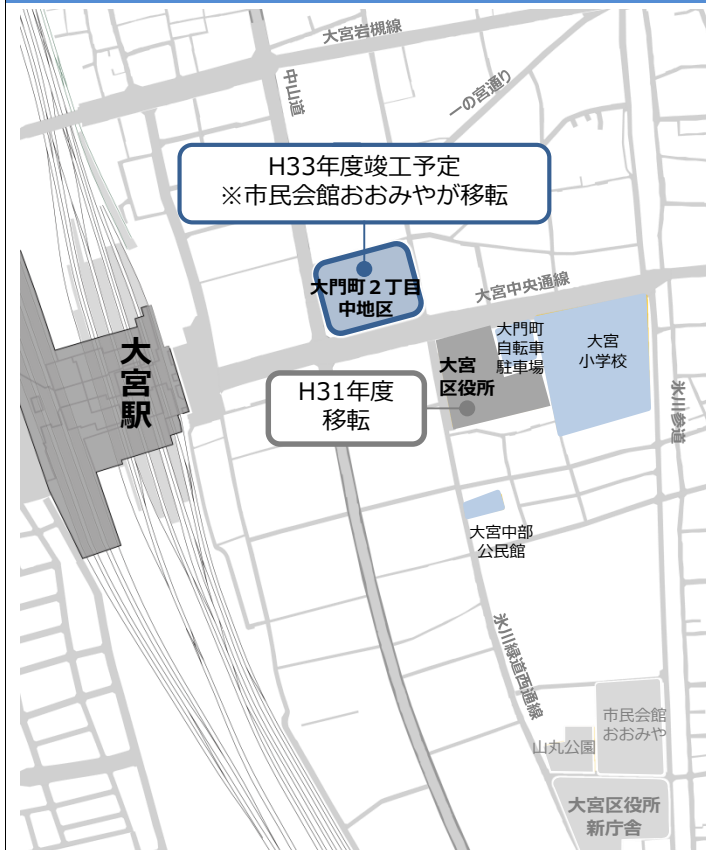 大宮岩槻線
中山道
一の宮通り
H33年度竣工予定
※市民会館おおみやが移転
大門町２丁目
中地区
大宮中央通線
大宮駅
大宮
区役所
大門町
自転車
駐車場
大宮
小学校
H31年度
移転
氷川参道
大宮中部
公民館
氷川緑道西通線
市民会館
おおみや
山丸公園
大宮区役所
新庁舎